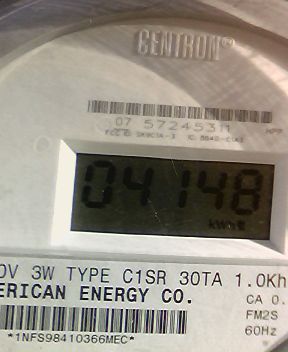 CENTRON®
07 57245311
04148
kWh
0V 3W TYPE C1SR 30TA 1.0Kh
ERICAN ENERGY CO.
CA 0.
FM2S
60Hz
*1NFS98410366MEC*